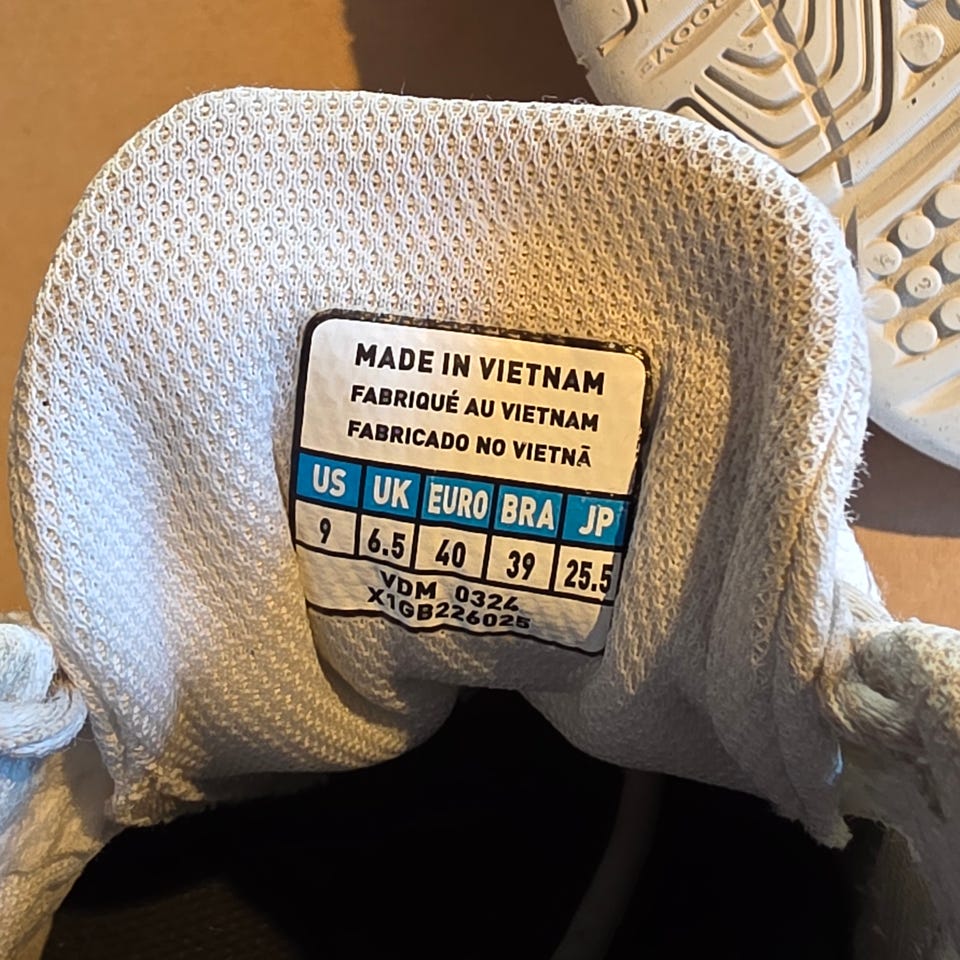 MADE IN VIETNAM
FABRIQUÉ AU VIETNAM
FABRICADO NO VIETNÃ
US UK EURO BRA JP
9 6.5 40 39 25.5
VDM 0324
X1GB226025